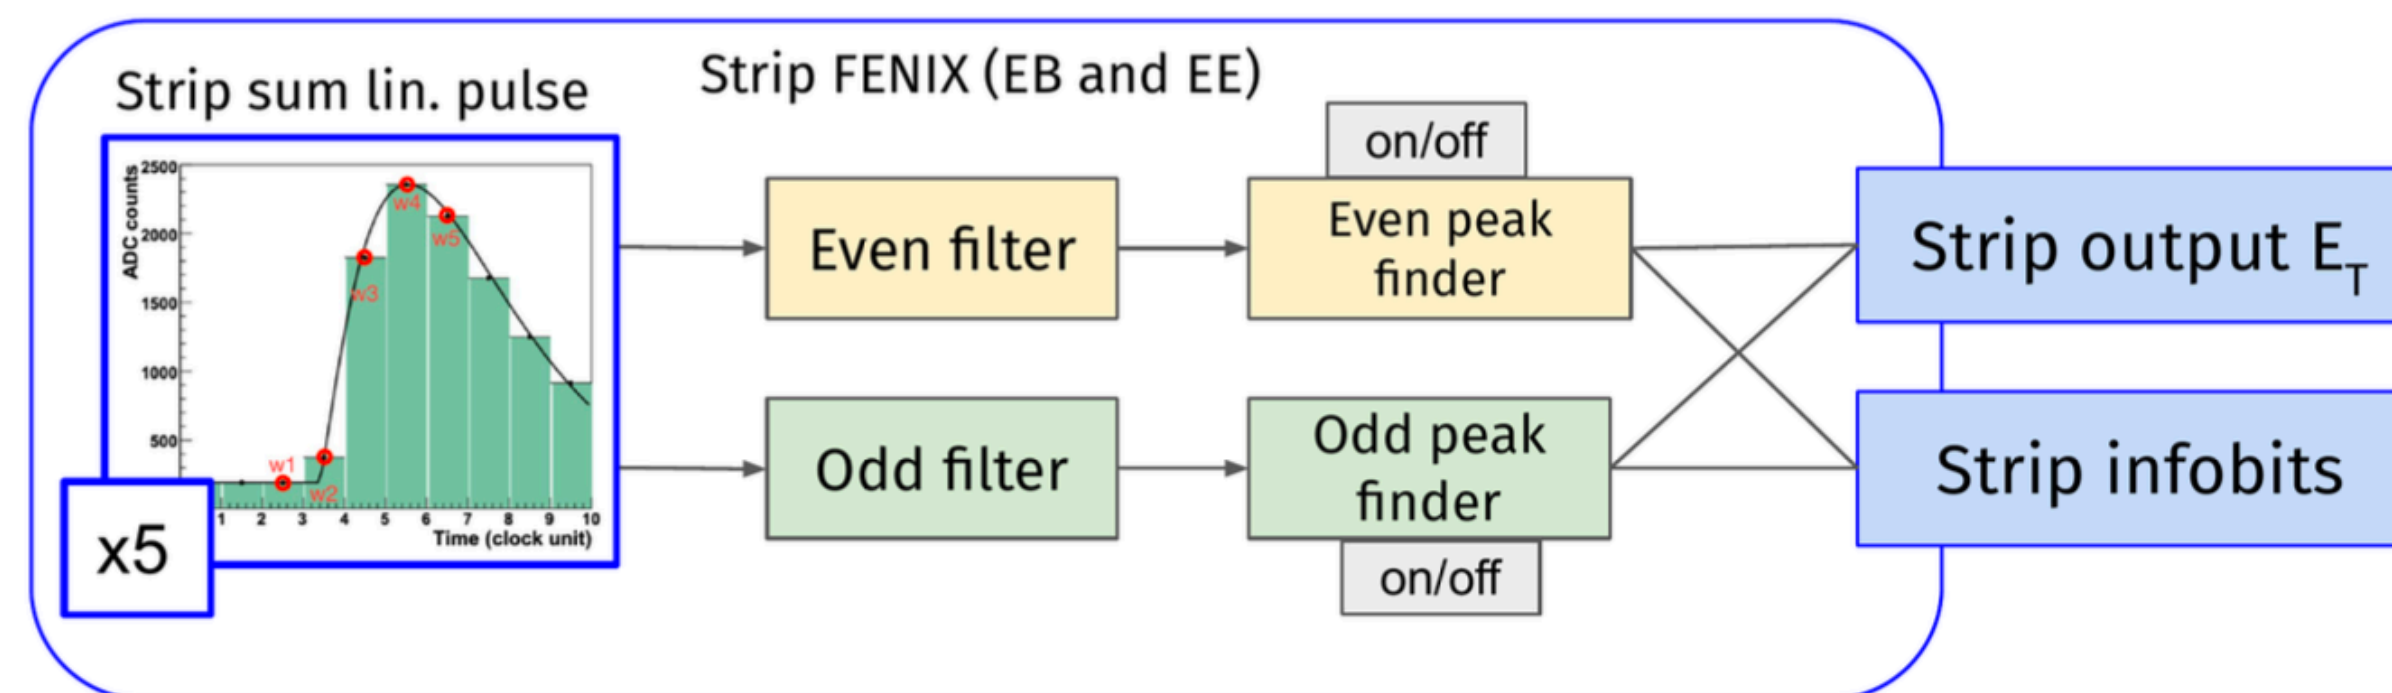 Strip sum lin. pulse
Strip FENIX (EB and EE)
on/off
ADC counts
2500
2000
1500
1000
500
w1
w2
w3
w4
w5
1 2 3 4 5 6 7 8 9 10
Time (clock unit)
x5
Even filter
Even peak
finder
Strip output E_T
Odd filter
Odd peak
finder
on/off
Strip infobits